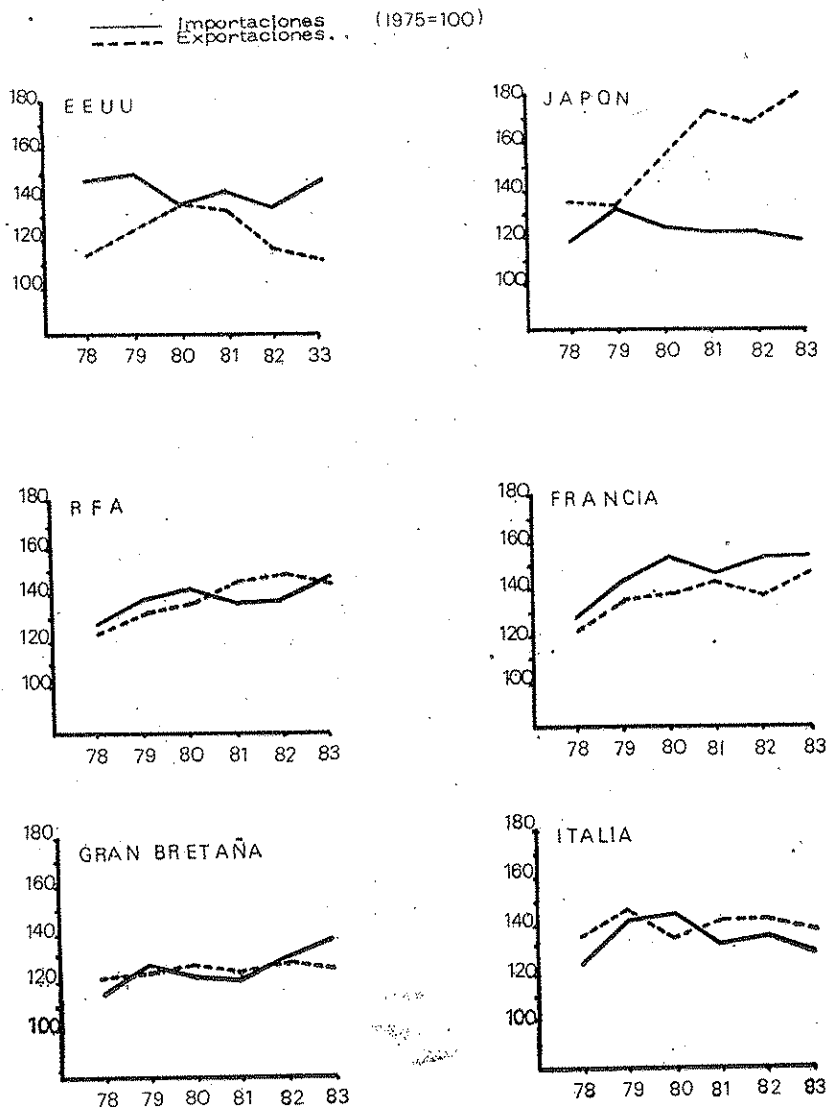 Importaciones (1975=100)
Exportaciones.
EEUU
180
160
140
120
100
78 79 80 81 82 33
JAPON
180
160
140
120
100
78 79 80 81 82 83
RFA
180
160
140
120
100
78 79 80 81 82 83
FRANCIA
180
160
140
120
100
78 79 80 81 82 83
GRAN BRETAÑA
180
160
140
120
100
78 79 80 81 82 83
ITALIA
180
160
140
120
100
78 79 80 81 82 83